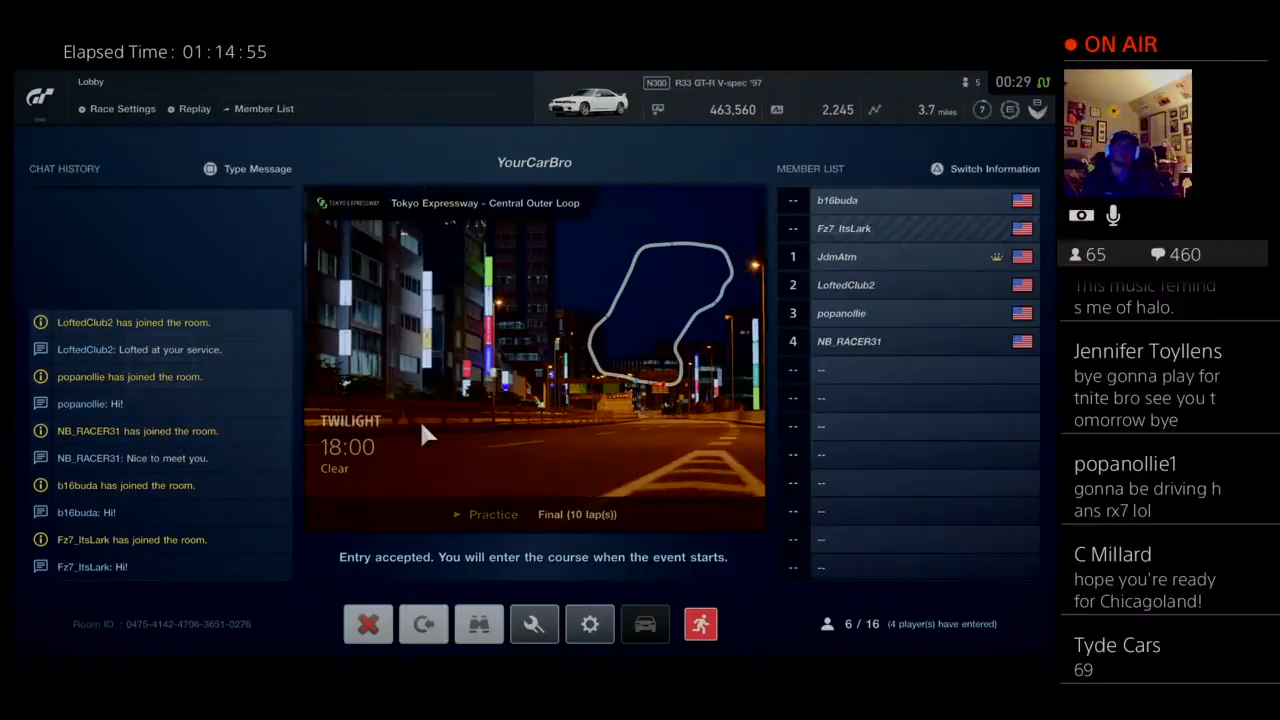 Elapsed Time: 01:14:55
ON AIR
Lobby
Race Settings
Replay
Member List
N300
R33 GT-R V-spec '97
5
00:29
463,560
2,245
3.7 miles
E
B
65
460
CHAT HISTORY
Type Message
YourCarBro
MEMBER LIST
Switch Information
TOKYO EXPRESSWAY
Tokyo Expressway - Central Outer Loop
TWILIGHT
18:00
Clear
Practice
Final (10 lap(s))
Entry accepted. You will enter the course when the event starts.
LoftedClub2 has joined the room.
LoftedClub2: Lofted at your service.
popanollie has joined the room.
popanollie: Hi!
NB_RACER31 has joined the room.
NB_RACER31: Nice to meet you.
b16buda has joined the room.
b16buda: Hi!
Fz7_ItsLark has joined the room.
Fz7_ItsLark: Hi!
-- b16buda
-- Fz7_ItsLark
1 JdmAtm
2 LoftedClub2
3 popanollie
4 NB_RACER31
-- --
-- --
-- --
-- --
-- --
-- --
-- --
-- --
Room ID : 0475-4142-4706-3651-0276
6 / 16 (4 player(s) have entered)
This music remind
s me of halo.
Jennifer Toyllens
bye gonna play for
tnite bro see you t
omorrow bye
popanollie1
gonna be driving h
ans rx7 lol
C Millard
hope you're ready
for Chicagoland!
Tyde Cars
69